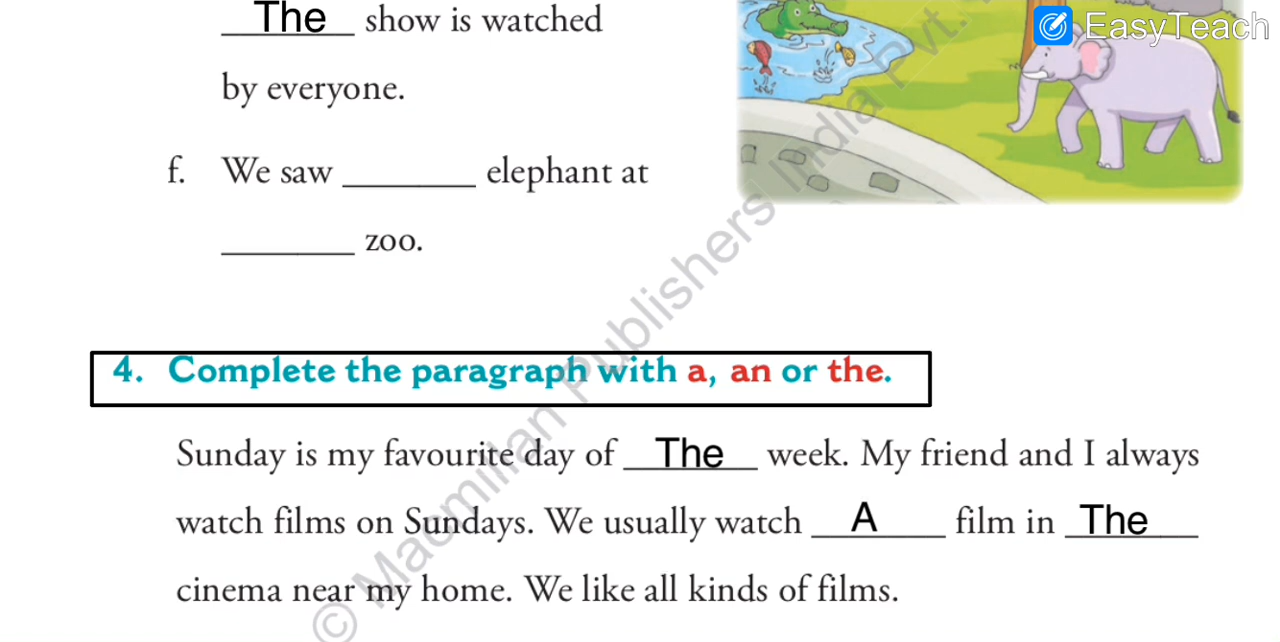 The show is watched
EasyTeach
by everyone.
f. We saw ________ elephant at
________ zoo.
4. Complete the paragraph with a, an or the.
Sunday is my favourite day of The week. My friend and I always
watch films on Sundays. We usually watch A film in The
cinema near my home. We like all kinds of films.
© Macmillan Publishers India Pvt.